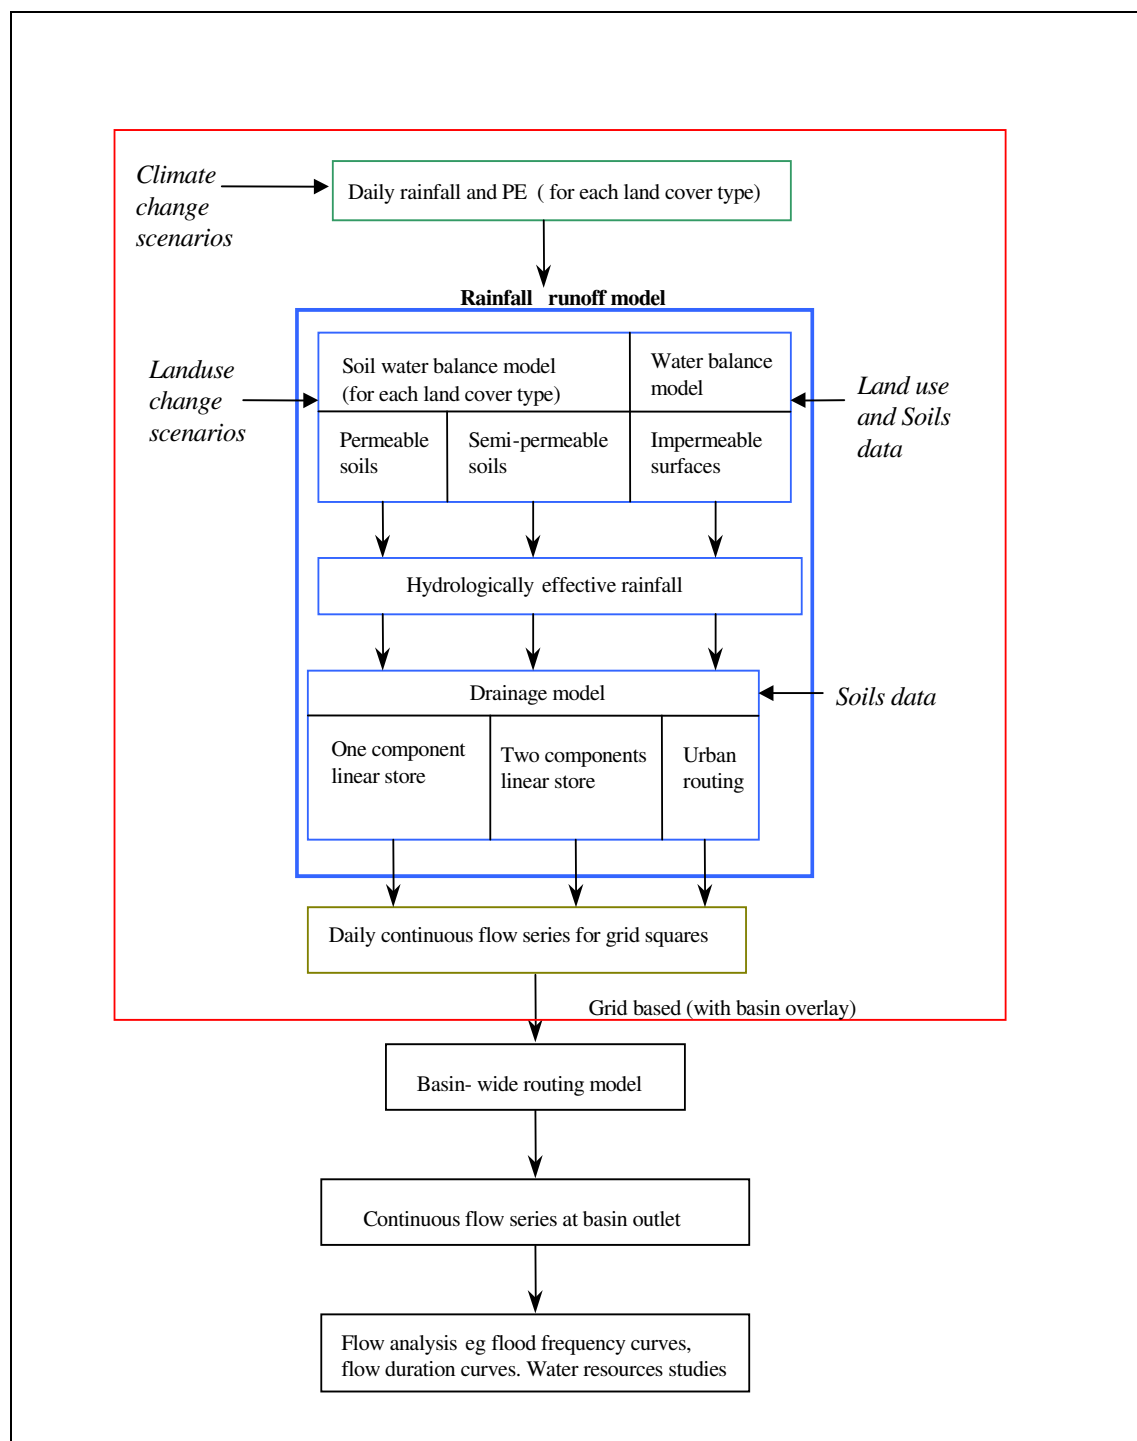 Climate
change
scenarios
Daily rainfall and PE ( for each land cover type)
Rainfall runoff model
Landuse
change
scenarios
Soil water balance model
(for each land cover type)
Water balance
model
Land use
and Soils
data
Permeable
soils
Semi-permeable
soils
Impermeable
surfaces
Hydrologically effective rainfall
Drainage model
Soils data
One component
linear store
Two components
linear store
Urban
routing
Daily continuous flow series for grid squares
Grid based (with basin overlay)
Basin- wide routing model
Continuous flow series at basin outlet
Flow analysis eg flood frequency curves,
flow duration curves. Water resources studies